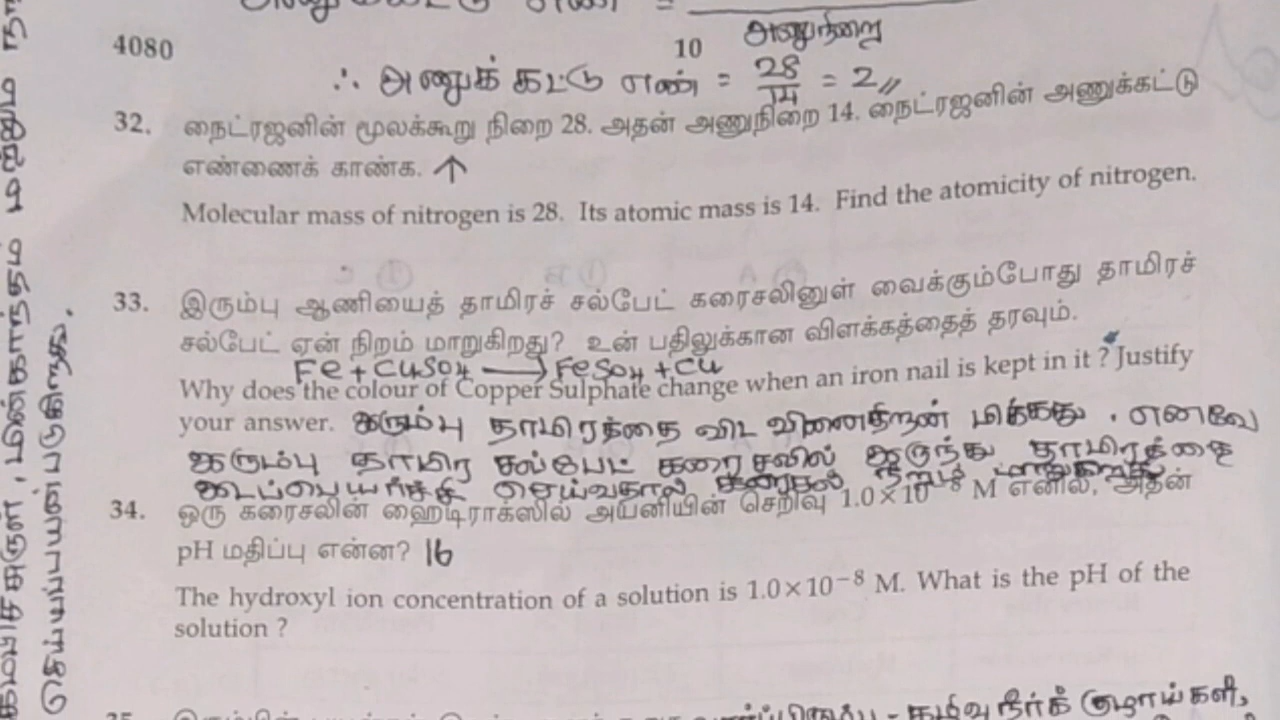 4080
10
அணுநிறை
∴ அணுக் கட்டு எண் = 28/14 = 2 //
32. நைட்ரஜனின் மூலக்கூறு நிறை 28. அதன் அணுநிறை 14. நைட்ரஜனின் அணுக்கட்டு
எண்ணைக் காண்க. ↑
Molecular mass of nitrogen is 28. Its atomic mass is 14. Find the atomicity of nitrogen.
33. இரும்பு ஆணியைத் தாமிரச் சல்பேட் கரைசலினுள் வைக்கும்போது தாமிரச்
சல்பேட் ஏன் நிறம் மாறுகிறது? உன் பதிலுக்கான விளக்கத்தைத் தரவும்.
Fe + CuSO4 ⟶ FeSO4 + Cu
Why does the colour of Copper Sulphate change when an iron nail is kept in it ? Justify
your answer. இரும்பு தாமிரத்தை விட வினைதிறன் மிக்கது. எனவே
இரும்பு தாமிர சல்பேட் கரைசலில் இருந்து தாமிரத்தை
இடப்பெயர்ச்சி செய்வதால் கரைசல் நிறம் மாறுகிறது
34. ஒரு கரைசலின் ஹைடிராக்ஸில் அயனியின் செறிவு 1.0×10⁻⁸ M எனில், அதன்
pH மதிப்பு என்ன? 16
The hydroxyl ion concentration of a solution is 1.0×10⁻⁸ M. What is the pH of the
solution ?
கழிவு நீர்க் குழாய்கள்,